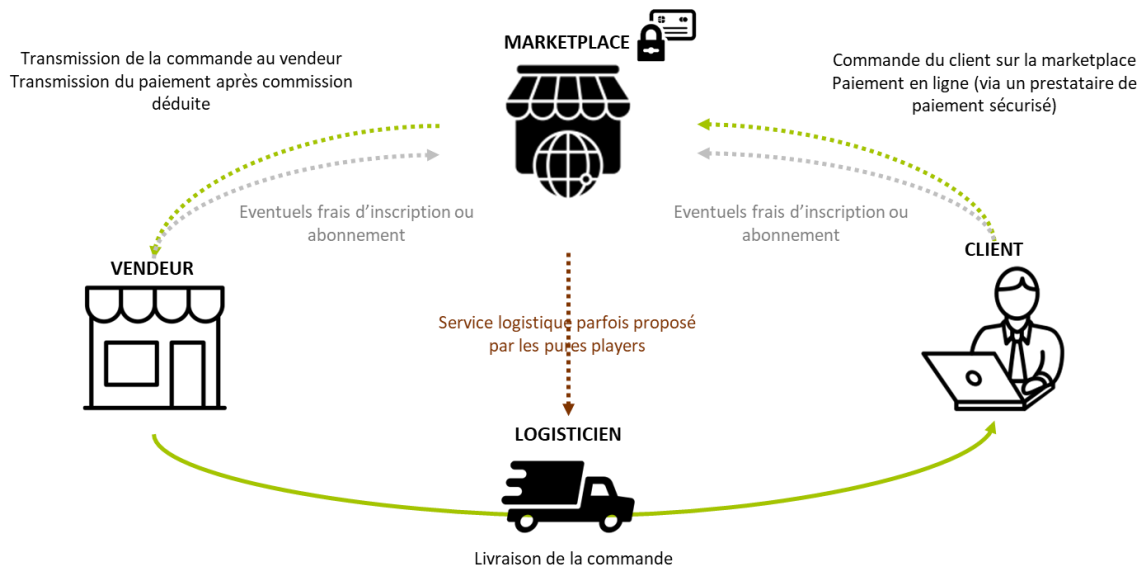 MARKETPLACE
Transmission de la commande au vendeur
Transmission du paiement après commission
déduite
Commande du client sur la marketplace
Paiement en ligne (via un prestataire de
paiement sécurisé)
Eventuels frais d’inscription ou
abonnement
Eventuels frais d’inscription ou
abonnement
VENDEUR
CLIENT
Service logistique parfois proposé
par les pures players
LOGISTICIEN
Livraison de la commande